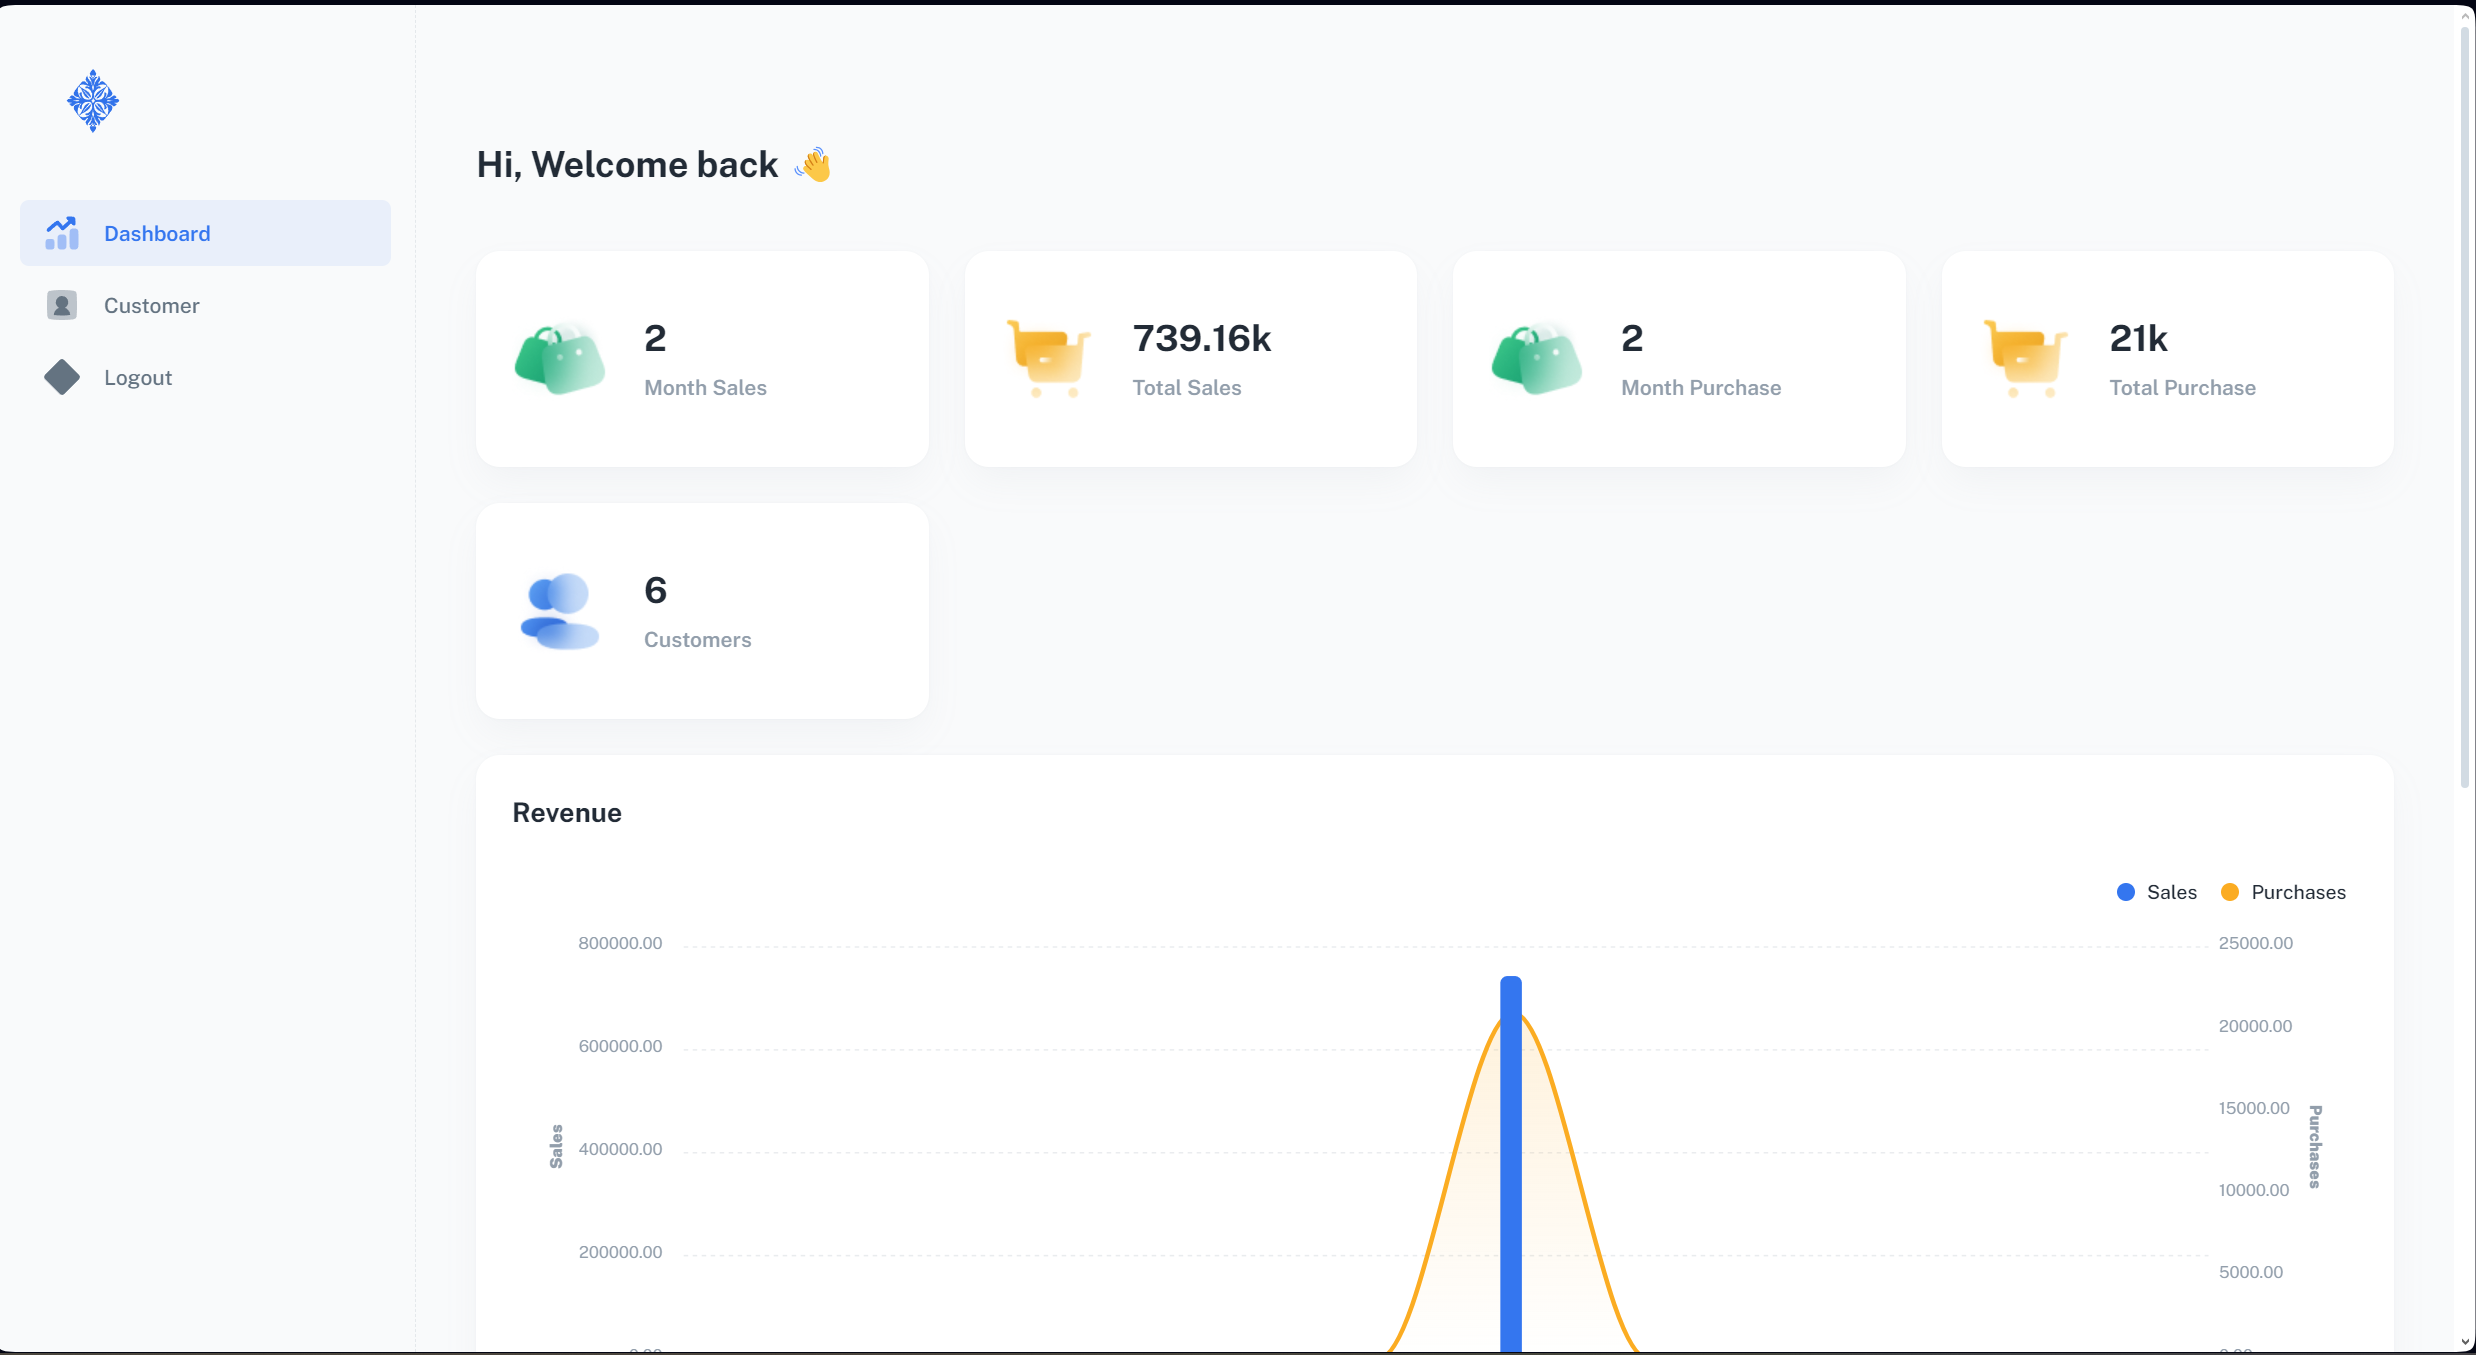 Hi, Welcome back 👋
Dashboard
Customer
Logout
2
Month Sales
739.16k
Total Sales
2
Month Purchase
21k
Total Purchase
6
Customers
Revenue
Sales
Purchases
800000.00
600000.00
400000.00
200000.00
Sales
25000.00
20000.00
15000.00
10000.00
5000.00
Purchases